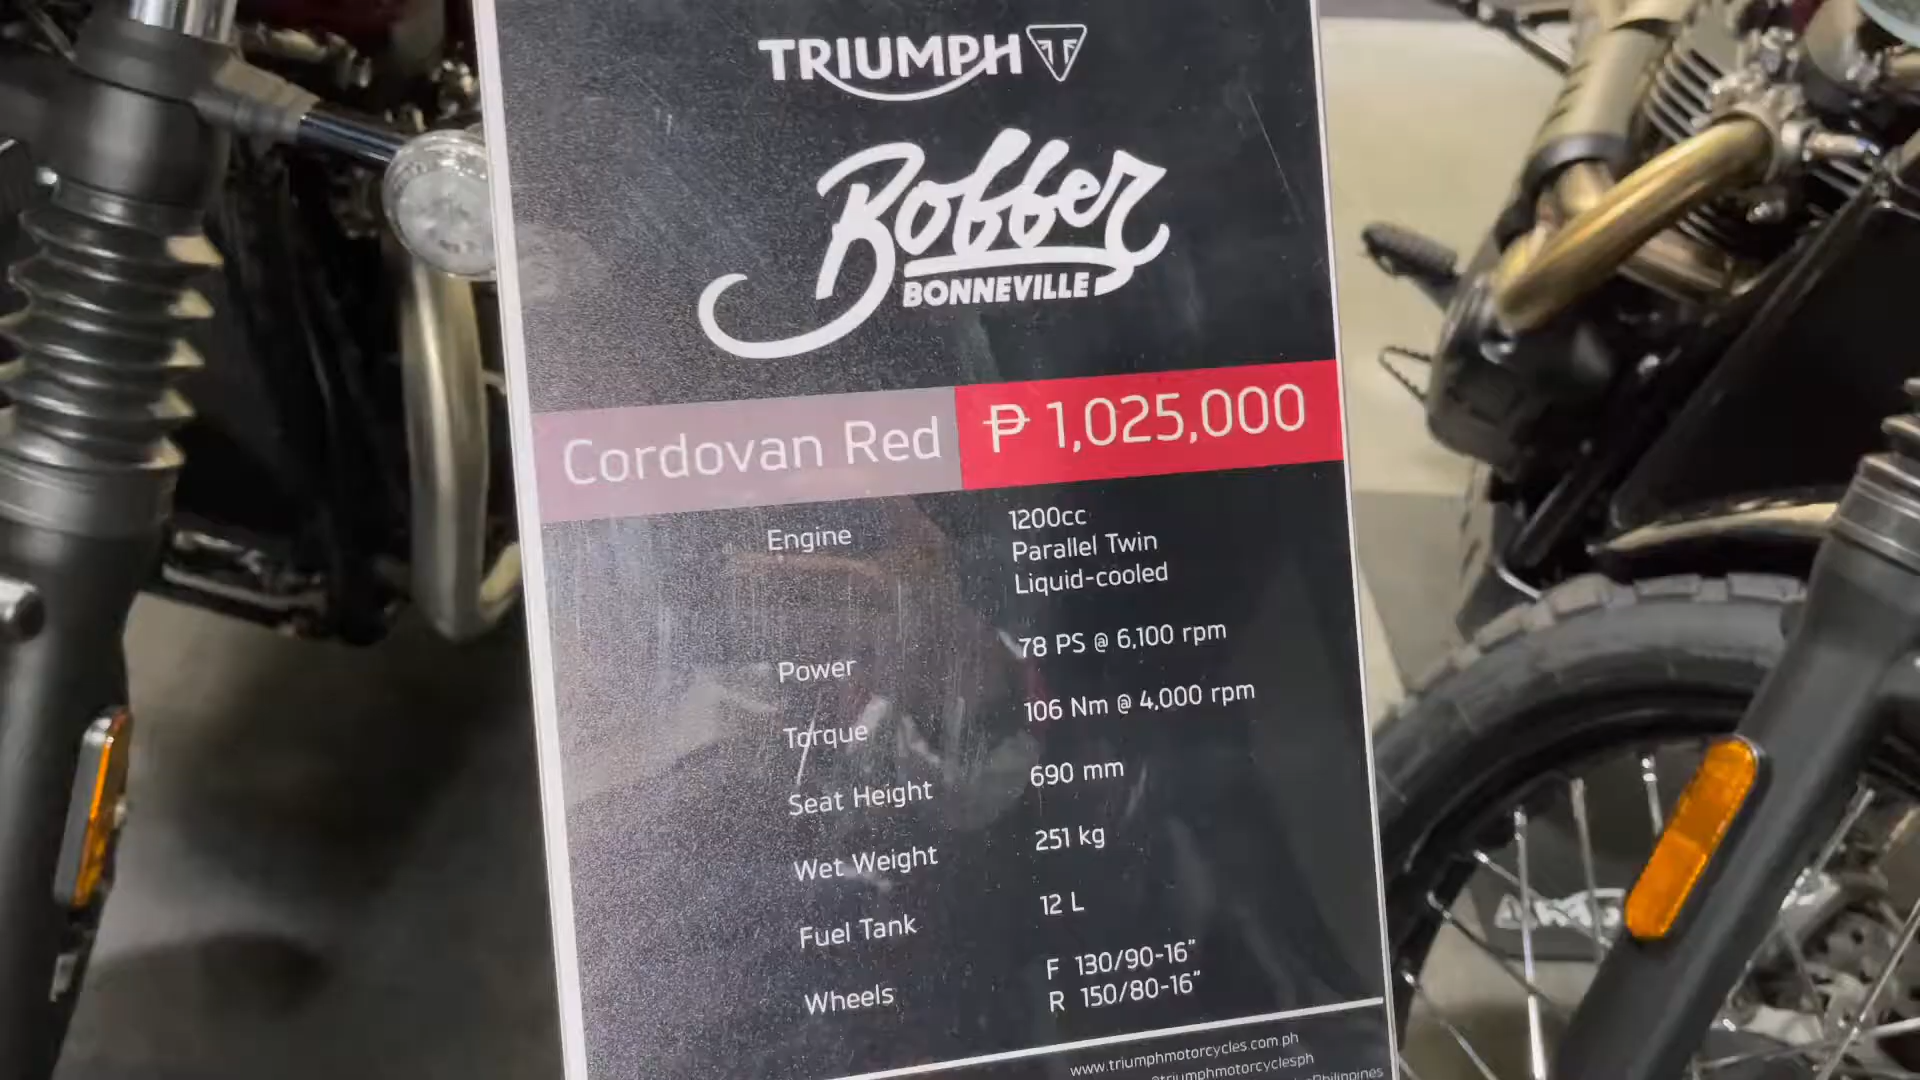 TRIUMPH
Bobber
BONNEVILLE
Cordovan Red ₱ 1,025,000
Engine 1200cc
Parallel Twin
Liquid-cooled
Power 78 PS @ 6,100 rpm
Torque 106 Nm @ 4,000 rpm
Seat Height 690 mm
Wet Weight 251 kg
Fuel Tank 12 L
Wheels F 130/90-16”
R 150/80-16”
www.triumphmotorcycles.com.ph
@triumphmotorcyclesph